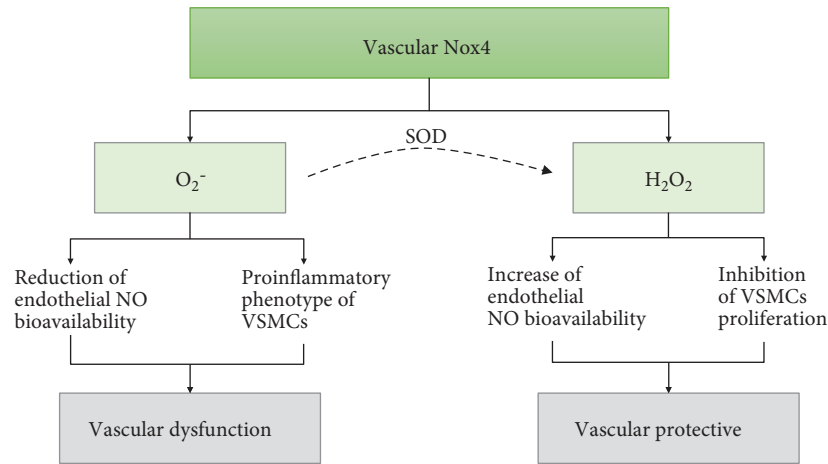 Vascular Nox4
SOD
O₂⁻
H₂O₂
Reduction of
endothelial NO
bioavailability
Proinflammatory
phenotype of
VSMCs
Increase of
endothelial
NO bioavailability
Inhibition
of VSMCs
proliferation
Vascular dysfunction
Vascular protective